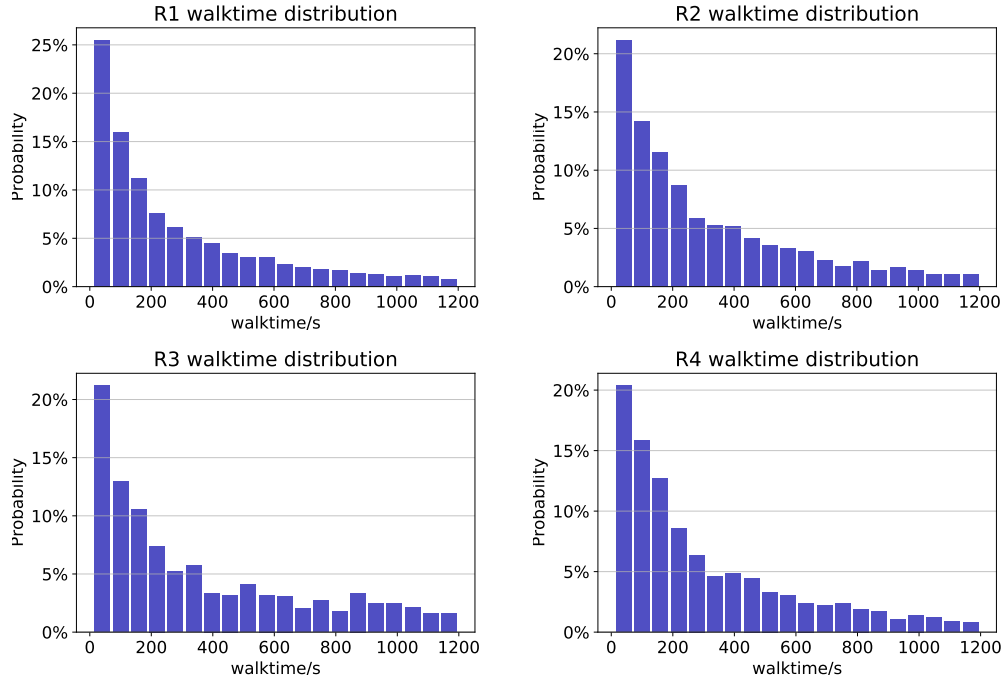 R1 walktime distribution
Probability
25%
20%
15%
10%
5%
0%
0 200 400 600 800 1000 1200
walktime/s
R2 walktime distribution
Probability
20%
15%
10%
5%
0%
0 200 400 600 800 1000 1200
walktime/s
R3 walktime distribution
Probability
20%
15%
10%
5%
0%
0 200 400 600 800 1000 1200
walktime/s
R4 walktime distribution
Probability
20%
15%
10%
5%
0%
0 200 400 600 800 1000 1200
walktime/s